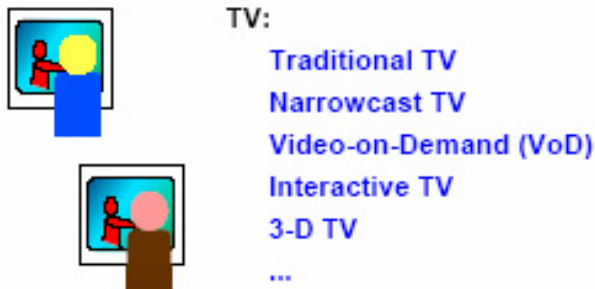 TV:
Traditional TV
Narrowcast TV
Video-on-Demand (VoD)
Interactive TV
3-D TV
...